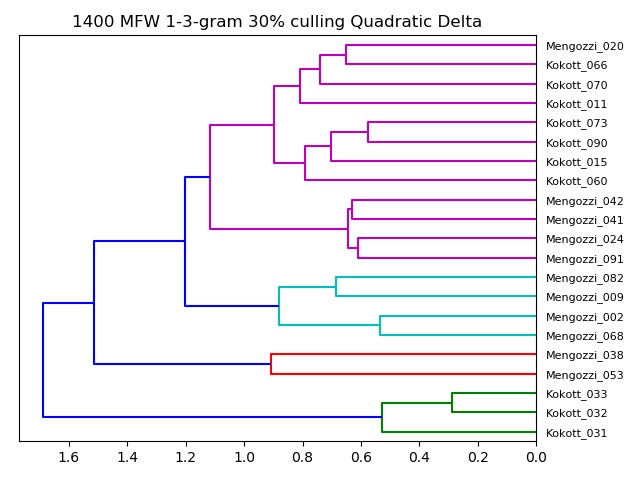 1400 MFW 1-3-gram 30% culling Quadratic Delta
Mengozzi_020
Kokott_066
Kokott_070
Kokott_011
Kokott_073
Kokott_090
Kokott_015
Kokott_060
Mengozzi_042
Mengozzi_041
Mengozzi_024
Mengozzi_091
Mengozzi_082
Mengozzi_009
Mengozzi_002
Mengozzi_068
Mengozzi_038
Mengozzi_053
Kokott_033
Kokott_032
Kokott_031
1.6 1.4 1.2 1.0 0.8 0.6 0.4 0.2 0.0